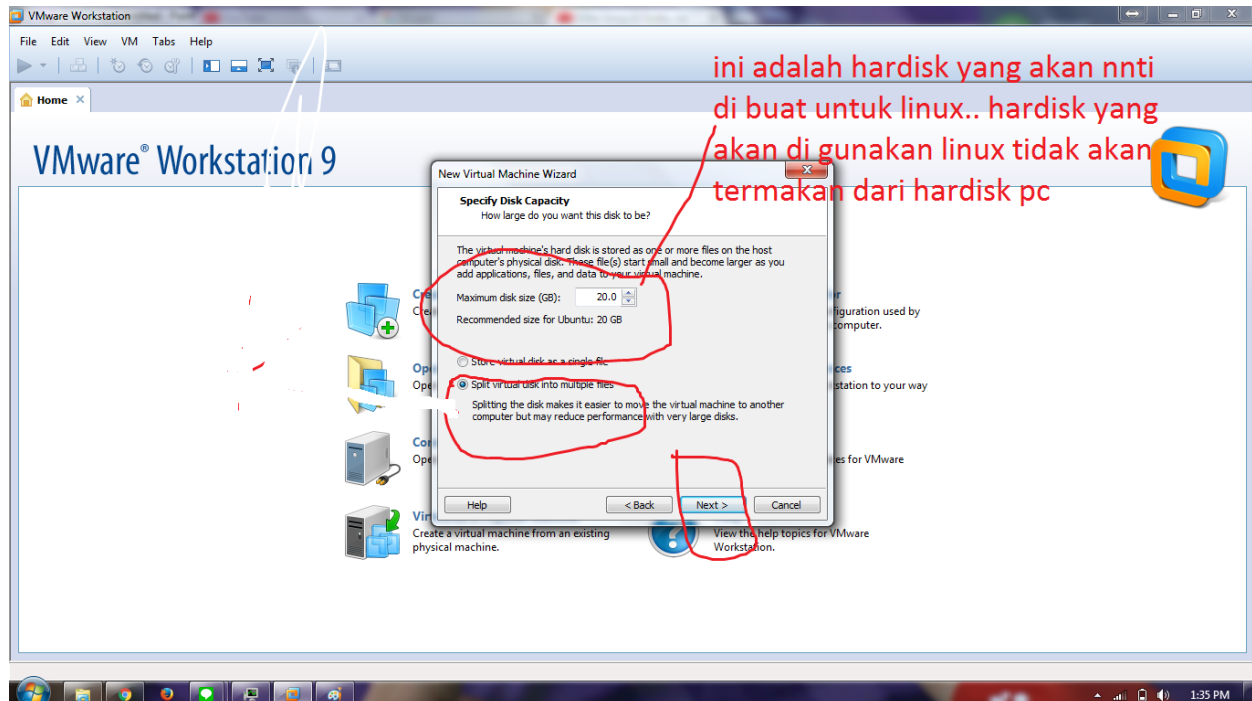 VMware Workstation
File Edit View VM Tabs Help
Home
VMware® Workstation 9
ini adalah hardisk yang akan nnti
di buat untuk linux.. hardisk yang
akan di gunakan linux tidak akan
termakan dari hardisk pc
New Virtual Machine Wizard
Specify Disk Capacity
How large do you want this disk to be?
The virtual machine's hard disk is stored as one or more files on the host
computer's physical disk. These file(s) start small and become larger as you
add applications, files, and data to your virtual machine.
Maximum disk size (GB): 20.0
Recommended size for Ubuntu: 20 GB
Store virtual disk as a single file
Split virtual disk into multiple files
Splitting the disk makes it easier to move the virtual machine to another
computer but may reduce performance with very large disks.
Help < Back Next > Cancel
Create a virtual machine from an existing
physical machine.
figuration used by
computer.
station to your way
es for VMware
View the help topics for VMware
Workstation.
1:35 PM